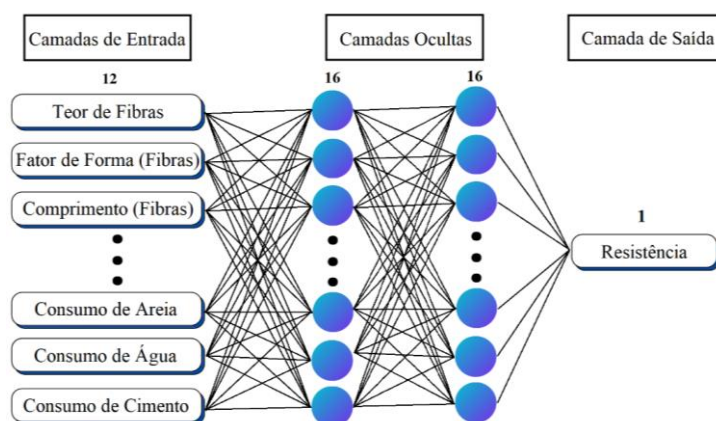 Camadas de Entrada
Camadas Ocultas
Camada de Saída
12
16
16
Teor de Fibras
Fator de Forma (Fibras)
Comprimento (Fibras)
1
Resistência
Consumo de Areia
Consumo de Água
Consumo de Cimento